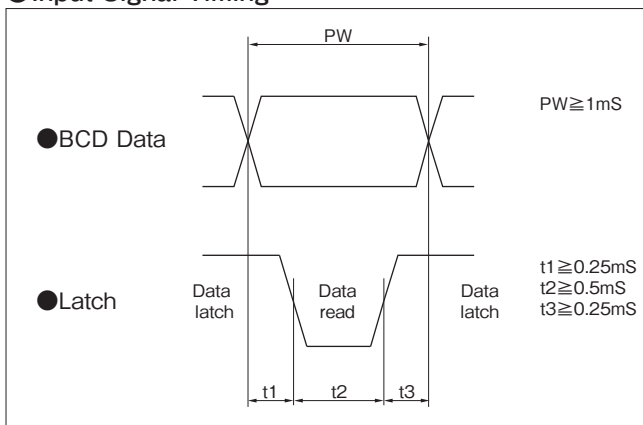 ●Input Signal Timing
PW
PW≧1mS
●BCD Data
●Latch
Data latch
Data read
Data latch
t1≧0.25mS
t2≧0.5mS
t3≧0.25mS
t1
t2
t3